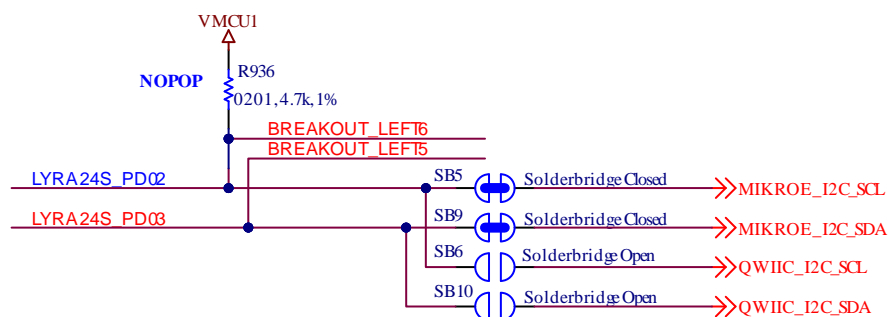 VMCU1
R936
NOPOP
0201,4.7k,1%
BREAKOUT_LEFT6
BREAKOUT_LEFT5
LYRA24S_PD02
SB5
Solderbridge Closed
MIKROE_I2C_SCL
LYRA24S_PD03
SB9
Solderbridge Closed
MIKROE_I2C_SDA
SB6
Solderbridge Open
QWIIC_I2C_SCL
SB10
Solderbridge Open
QWIIC_I2C_SDA